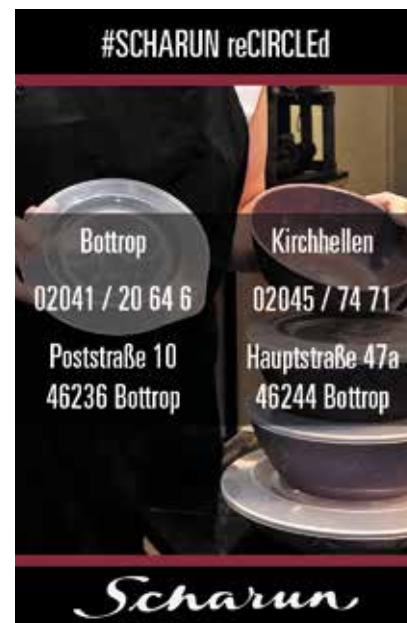 #SCHARUN reCIRCLEd
Bottrop
02041 / 20 64 6
Poststraße 10
46236 Bottrop
Kirchhellen
02045 / 74 71
Hauptstraße 47a
46244 Bottrop
Scharun